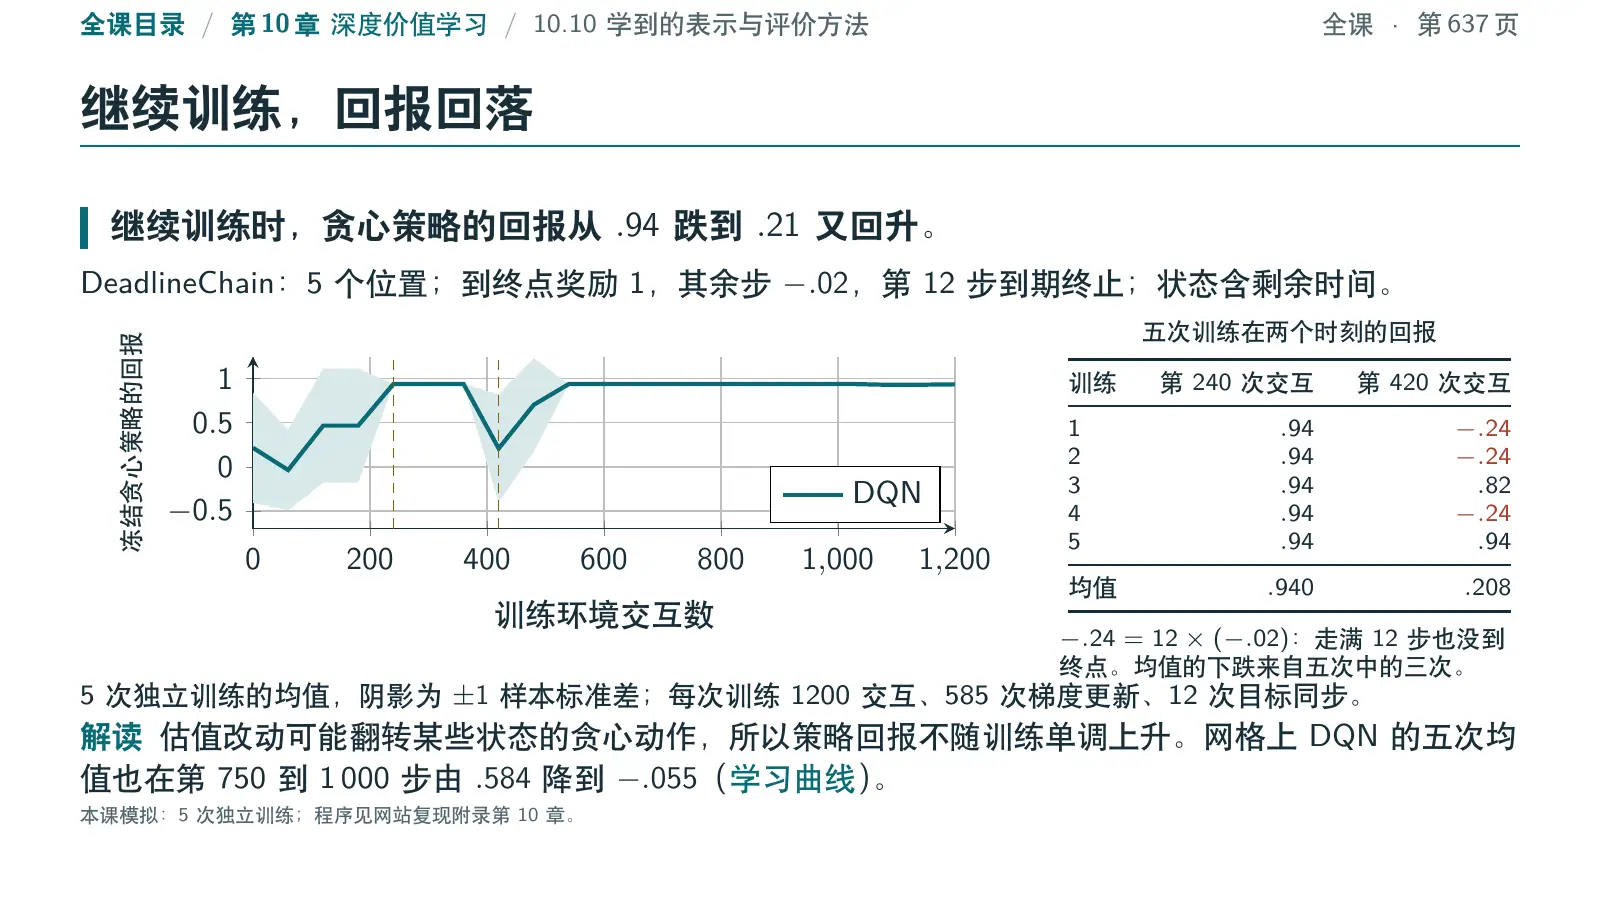 全课目录 / 第10章 深度价值学习 / 10.10 学到的表示与评价方法
全课 · 第637页
继续训练，回报回落
继续训练时，贪心策略的回报从 .94 跌到 .21 又回升。
DeadlineChain：5 个位置；到终点奖励 1，其余步 −.02，第 12 步到期终止；状态含剩余时间。
冻结贪心策略的回报
1
0.5
0
−0.5
DQN
0 200 400 600 800 1,000 1,200
训练环境交互数
五次训练在两个时刻的回报
训练 第 240 次交互 第 420 次交互
1 .94 −.24
2 .94 −.24
3 .94 .82
4 .94 −.24
5 .94 .94
均值 .940 .208
−.24 = 12 × (−.02)：走满 12 步也没到
终点。均值的下跌来自五次中的三次。
5 次独立训练的均值，阴影为 ±1 样本标准差；每次训练 1200 交互、585 次梯度更新、12 次目标同步。
解读 估值改动可能翻转某些状态的贪心动作，所以策略回报不随训练单调上升。网格上 DQN 的五次均
值也在第 750 到 1 000 步由 .584 降到 −.055（学习曲线）。
本课模拟：5 次独立训练；程序见网站复现附录第 10 章。